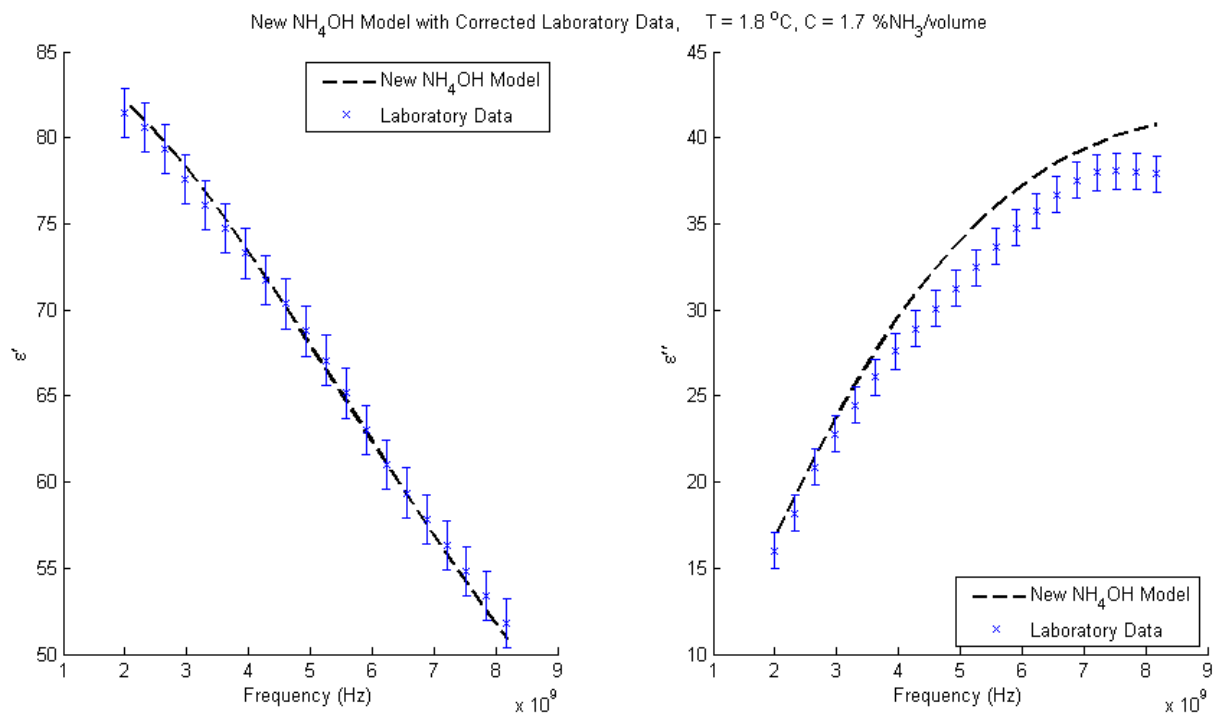 New NH4OH Model with Corrected Laboratory Data,    T = 1.8 °C, C = 1.7 %NH3/volume
85
80
75
70
65
60
55
50
ε′
1 2 3 4 5 6 7 8 9
Frequency (Hz)
x 10^9
New NH4OH Model
Laboratory Data
45
40
35
30
25
20
15
10
ε″
1 2 3 4 5 6 7 8 9
Frequency (Hz)
x 10^9
New NH4OH Model
Laboratory Data